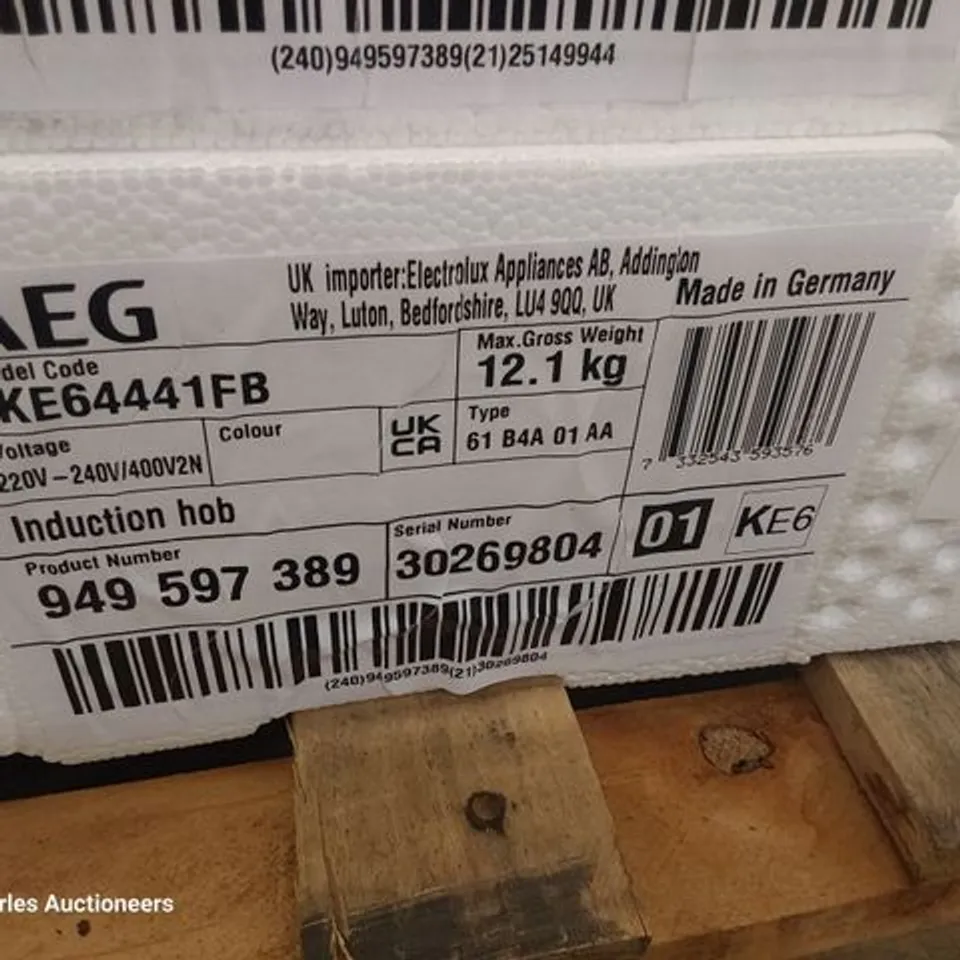 (240)949597389(21)25149944
AEG
UK importer:Electrolux Appliances AB, Addington
Way, Luton, Bedfordshire, LU4 9QQ, UK
Made in Germany
del Code
KE64441FB
Max.Gross Weight
12.1 kg
Voltage
220V-240V/400V2N
Colour
UK
CA
Type
61 B4A 01 AA
7 332543 593576
Induction hob
Product Number
949 597 389
Serial Number
30269804
01
KE6
(240)949597389(21)30269804
rles Auctioneers